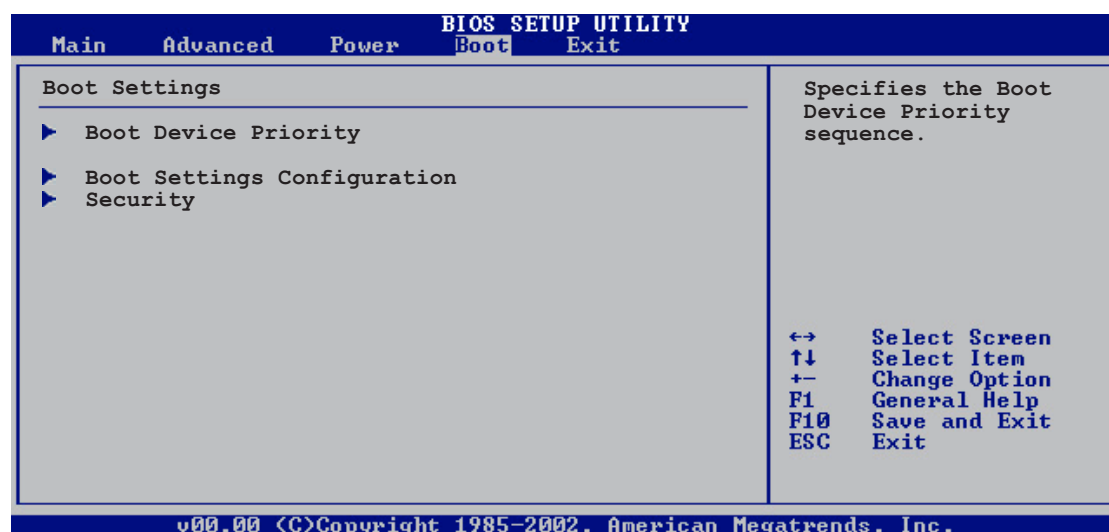 BIOS SETUP UTILITY
Main Advanced Power Boot Exit
Boot Settings
Boot Device Priority
Boot Settings Configuration
Security
Specifies the Boot
Device Priority
sequence.
←→ Select Screen
↑↓ Select Item
+- Change Option
F1 General Help
F10 Save and Exit
ESC Exit
v00.00 (C)Copyright 1985-2002, American Megatrends, Inc.